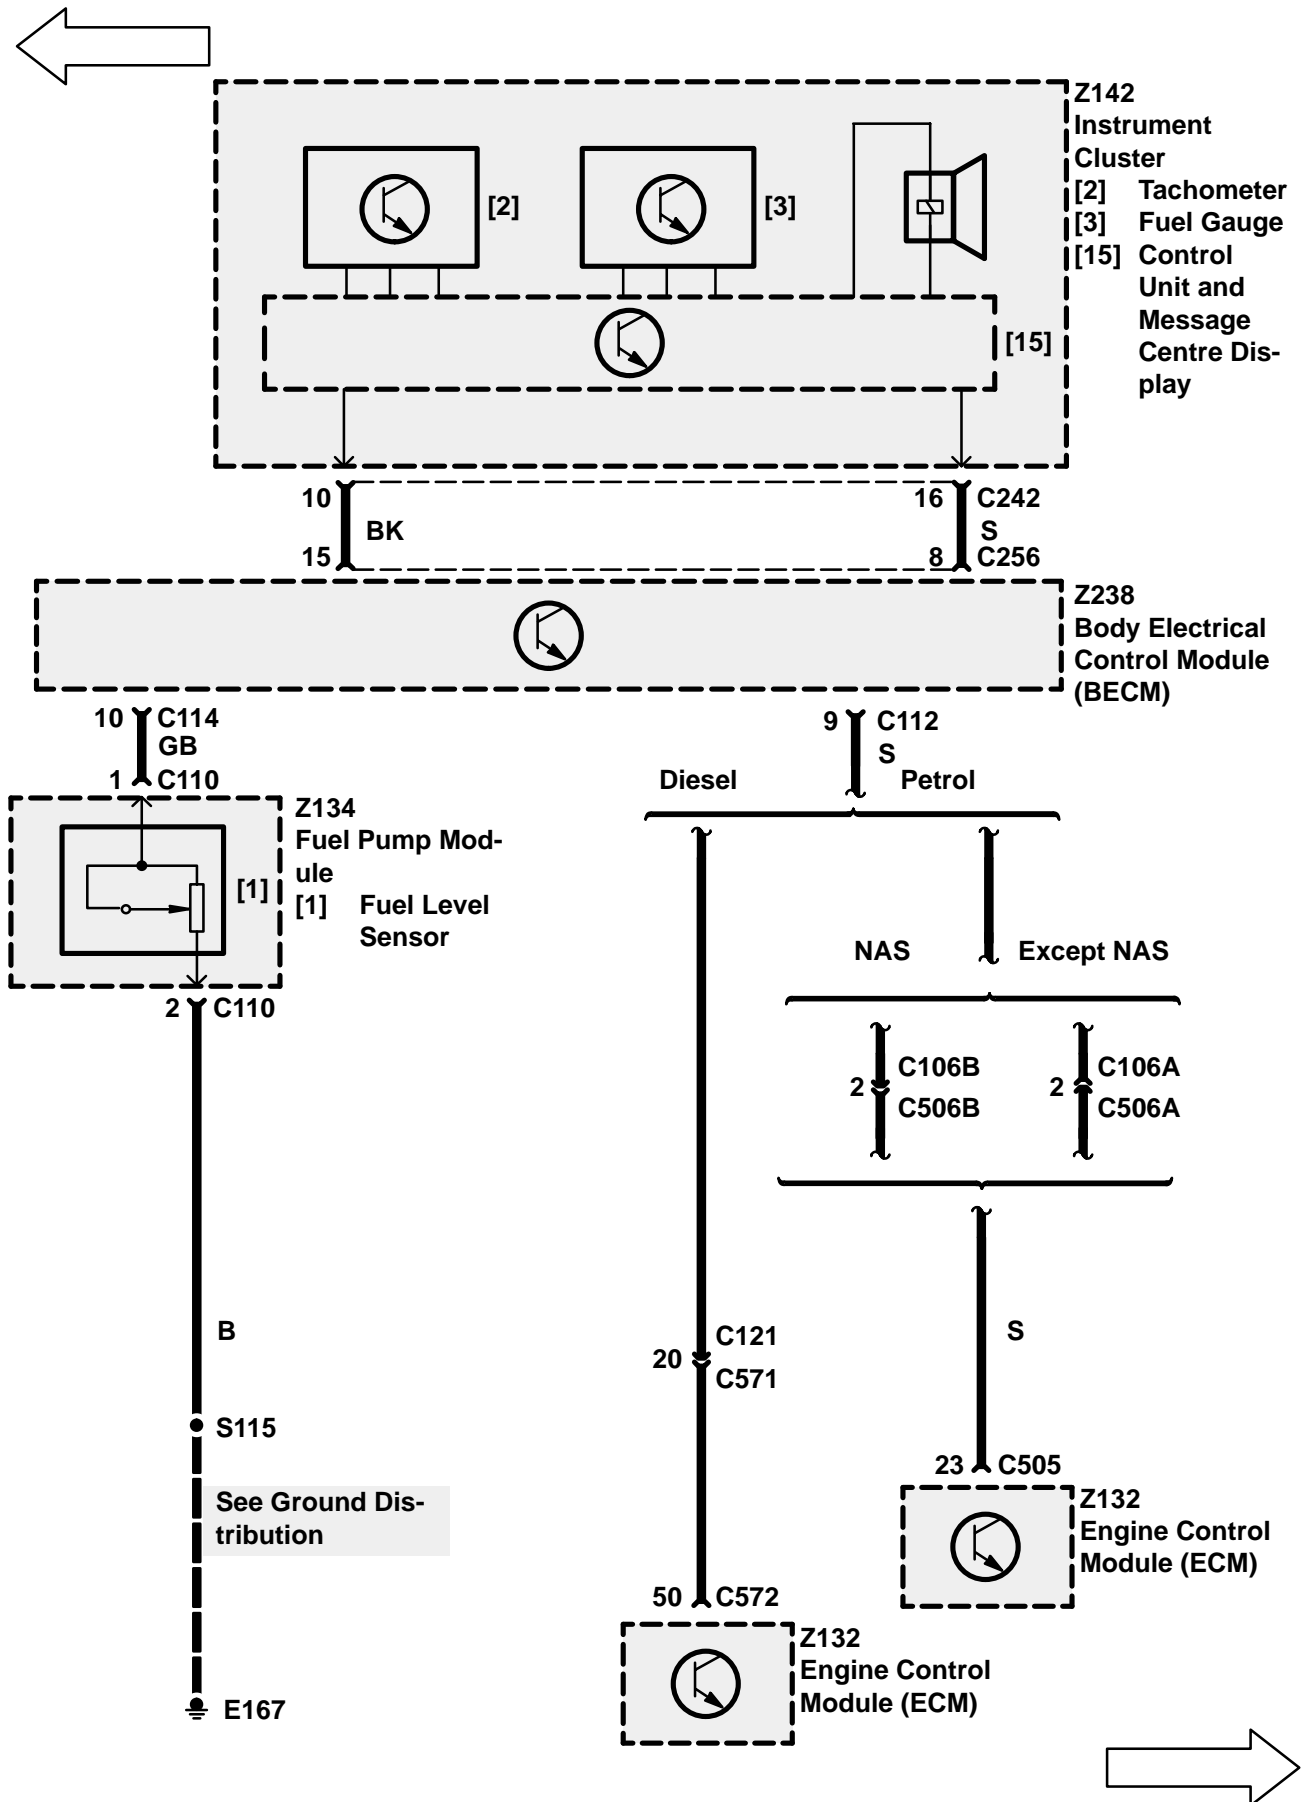 Z142
Instrument
Cluster
[2] Tachometer
[3] Fuel Gauge
[15] Control
Unit and
Message
Centre Dis-
play
[2]
[3]
[15]
10
16 C242
BK
S
15
8 C256
Z238
Body Electrical
Control Module
(BECM)
10 C114
GB
1 C110
9 C112
S
Diesel
Petrol
Z134
Fuel Pump Mod-
ule
[1] Fuel Level
Sensor
[1]
2 C110
NAS
Except NAS
C106B
2
C506B
C106A
2
C506A
B
C121
20
C571
S
S115
See Ground Dis-
tribution
23 C505
Z132
Engine Control
Module (ECM)
50 C572
Z132
Engine Control
Module (ECM)
E167